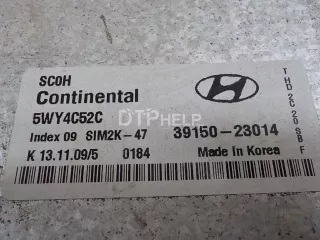 SC0H
Continental
5WY4C52C
Index 09 SIM2K-47 39150-23014
K 13.11.09/5 0184 Made in Korea
THD 2C 20 SB F
DTPHELP